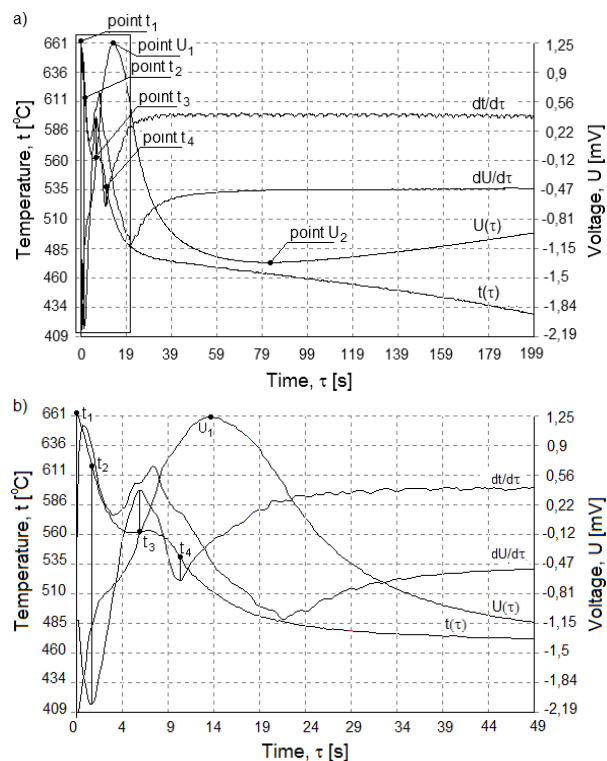 a)
point t₁
point U₁
point t₂
point t₃
point t₄
point U₂
dt/dτ
dU/dτ
U(τ)
t(τ)
Temperature, t [⁰C]
661
636
611
586
560
535
510
485
460
434
409
Voltage, U [mV]
1,25
0,9
0,56
0,22
-0,12
-0,47
-0,81
-1,15
-1,5
-1,84
-2,19
0
19
39
59
79
99
119
139
159
179
199
Time, τ [s]
b)
t₁
t₂
t₃
t₄
U₁
dt/dτ
dU/dτ
U(τ)
t(τ)
Temperature, t [⁰C]
661
636
611
586
560
535
510
485
460
434
409
Voltage, U [mV]
1,25
0,9
0,56
0,22
-0,12
-0,47
-0,81
-1,15
-1,5
-1,84
-2,19
0
4
9
14
19
24
29
34
39
44
49
Time, τ [s]